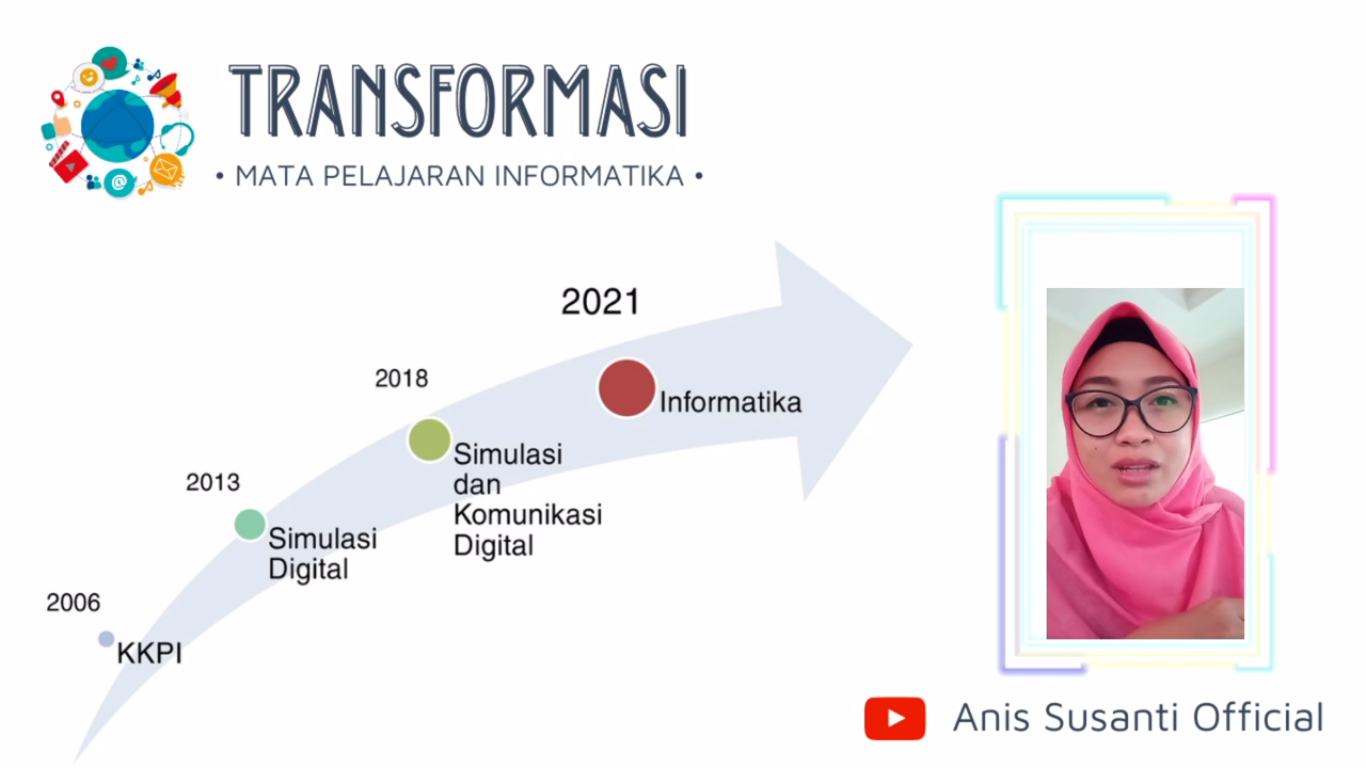 TRANSFORMASI
• MATA PELAJARAN INFORMATIKA •
2021
Informatika
2018
Simulasi
dan
Komunikasi
Digital
2013
Simulasi
Digital
2006
KKPI
Anis Susanti Official